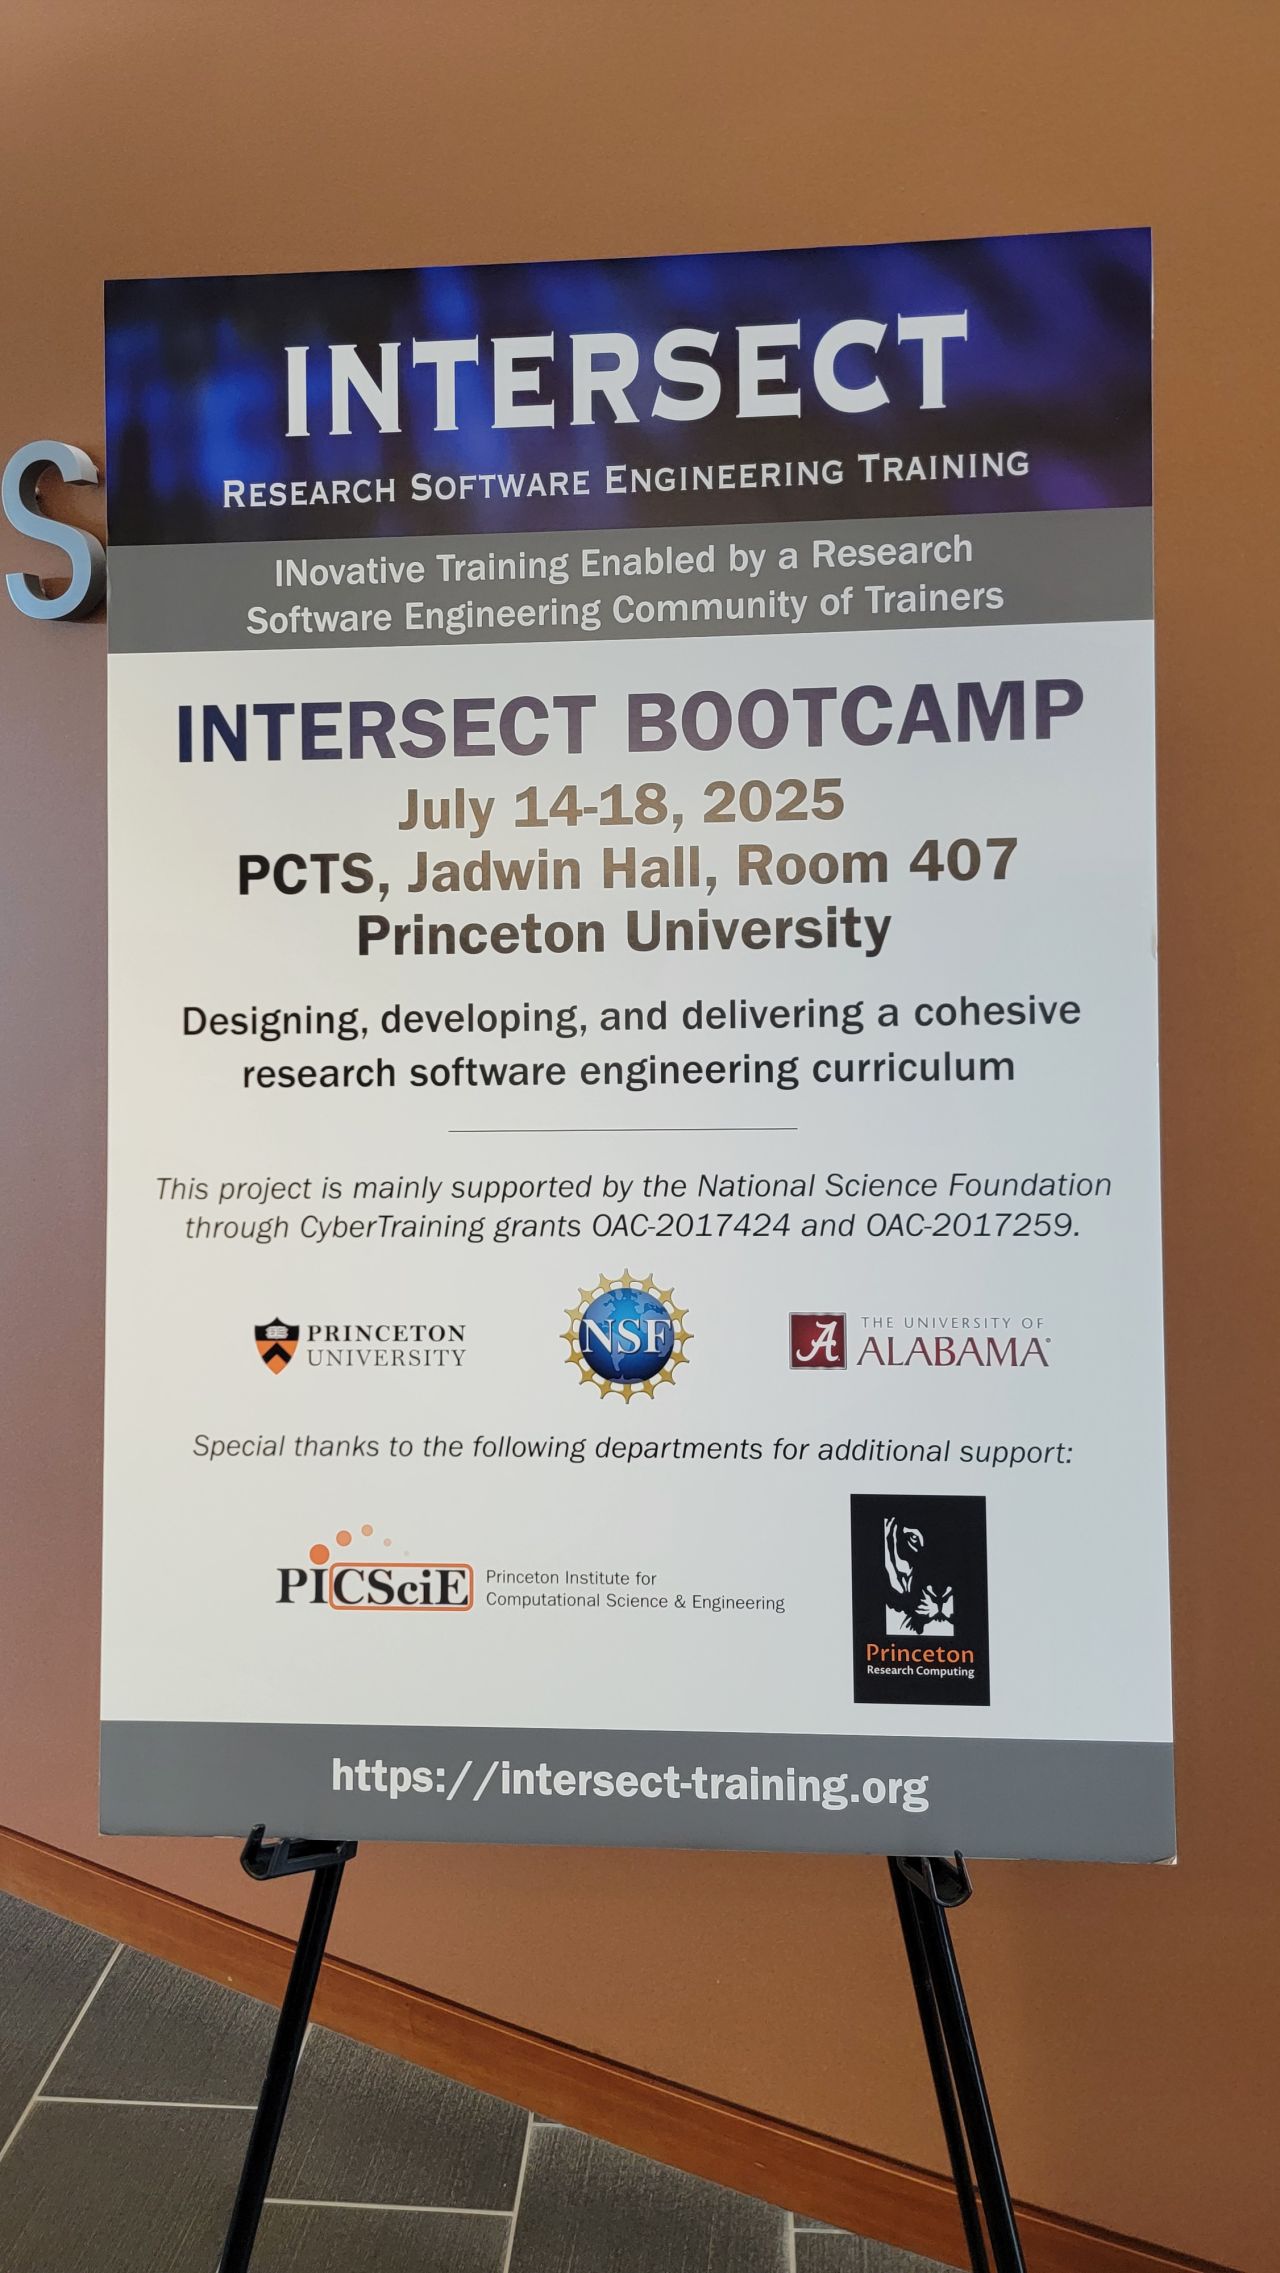 S
INTERSECT
RESEARCH SOFTWARE ENGINEERING TRAINING
INovative Training Enabled by a Research
Software Engineering Community of Trainers
INTERSECT BOOTCAMP
July 14-18, 2025
PCTS, Jadwin Hall, Room 407
Princeton University
Designing, developing, and delivering a cohesive
research software engineering curriculum
This project is mainly supported by the National Science Foundation
through CyberTraining grants OAC-2017424 and OAC-2017259.
PRINCETON
UNIVERSITY
NSF
A
THE UNIVERSITY OF
ALABAMA®
Special thanks to the following departments for additional support:
PICSciE
Princeton Institute for
Computational Science & Engineering
Princeton
Research Computing
https://intersect-training.org